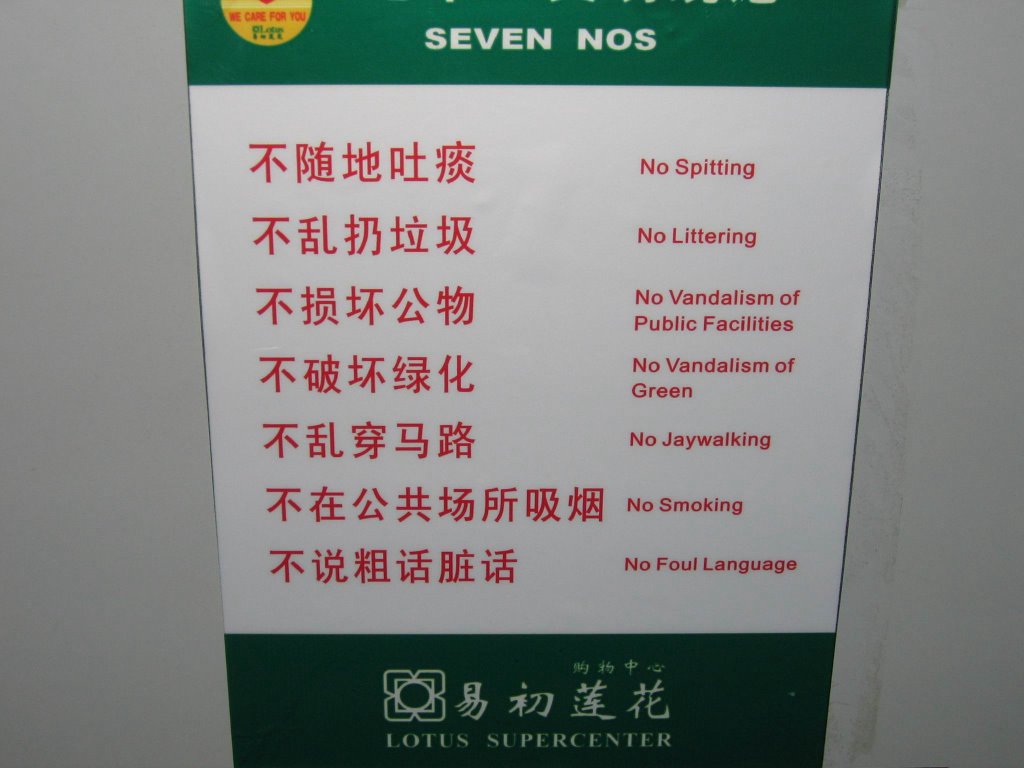 WE CARE FOR YOU
Lotus
SEVEN NOS
不随地吐痰 No Spitting
不乱扔垃圾 No Littering
不损坏公物 No Vandalism of
Public Facilities
不破坏绿化 No Vandalism of
Green
不乱穿马路 No Jaywalking
不在公共场所吸烟 No Smoking
不说粗话脏话 No Foul Language
购物中心
易初莲花
LOTUS SUPERCENTER